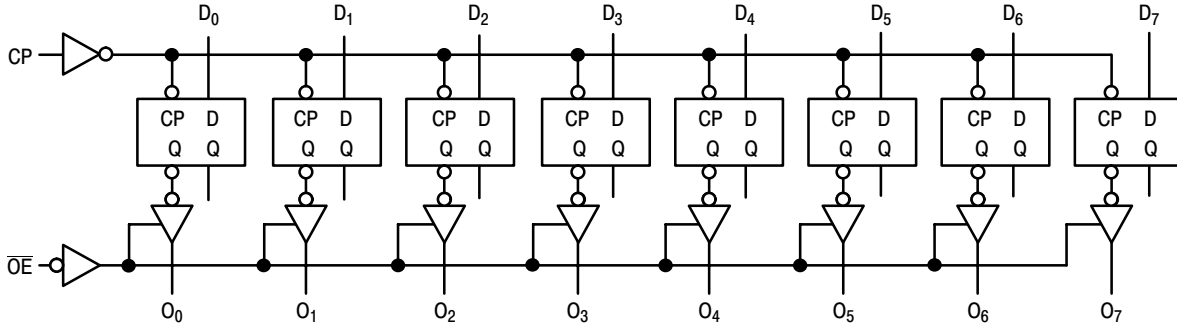 D0 D1 D2 D3 D4 D5 D6 D7
CP
CP D CP D CP D CP D CP D CP D CP D CP D
Q Q Q Q Q Q Q Q Q Q Q Q Q Q Q Q
OE
O0 O1 O2 O3 O4 O5 O6 O7